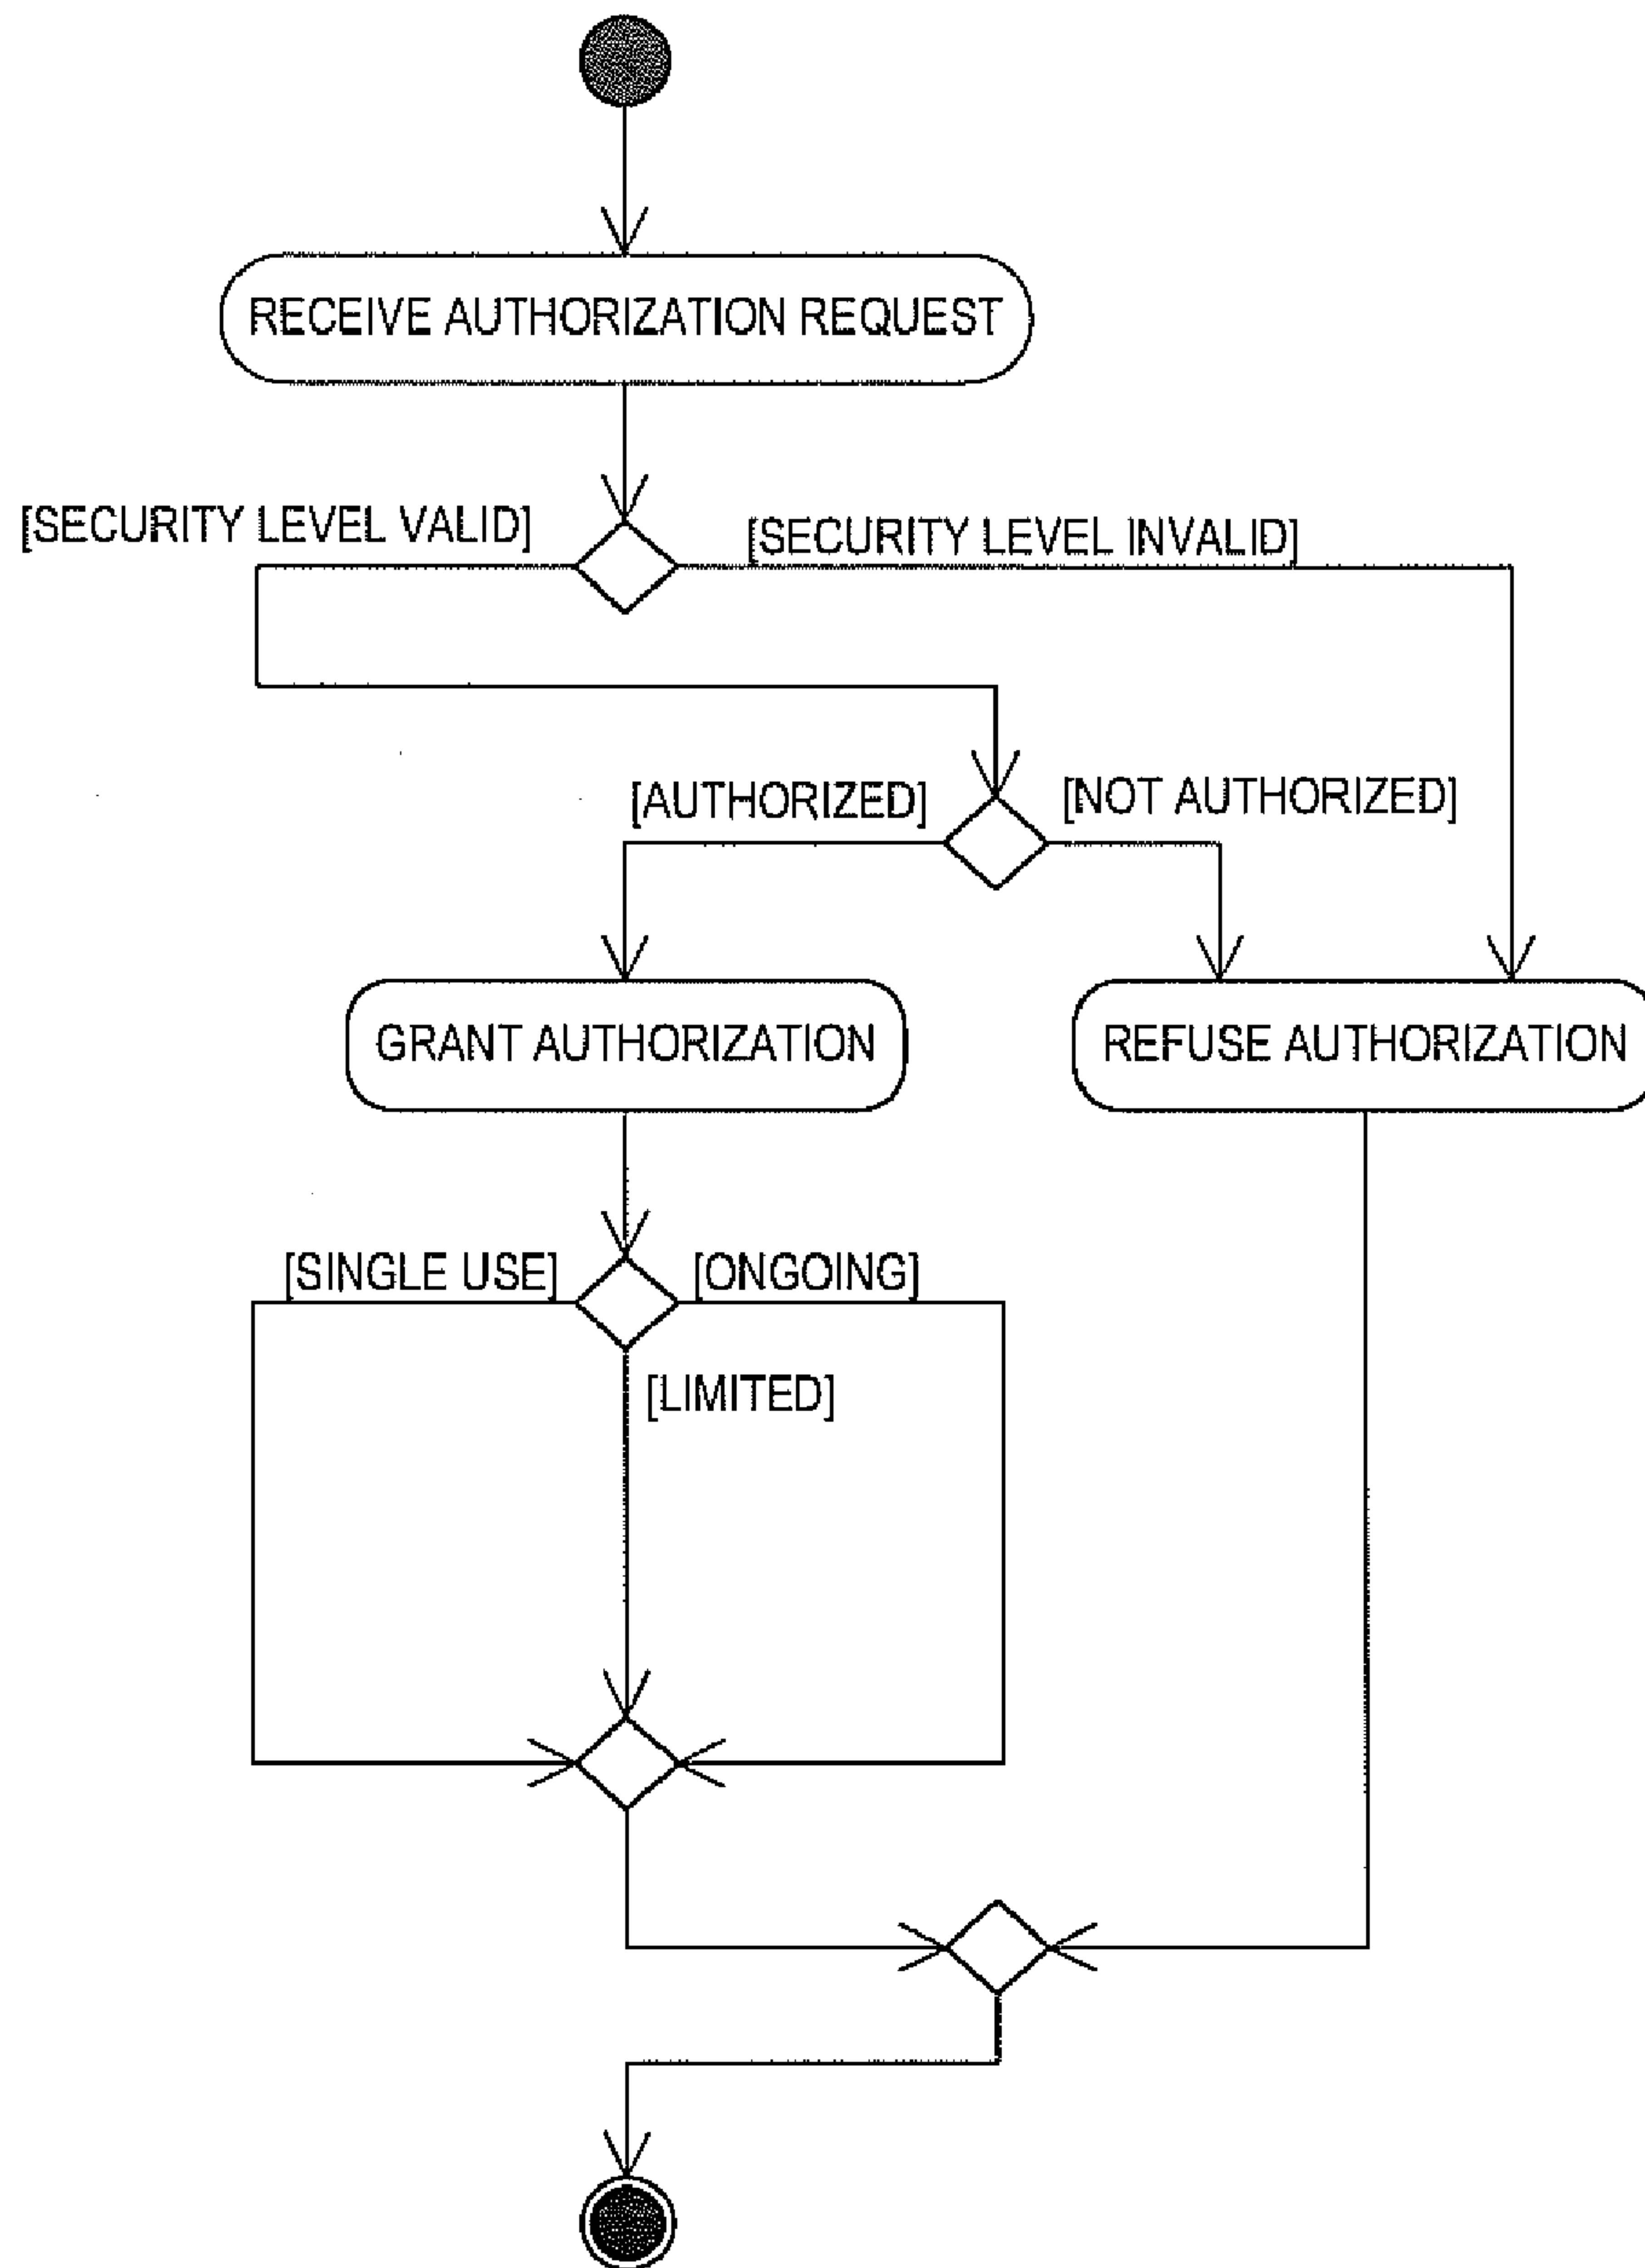 RECEIVE AUTHORIZATION REQUEST
[SECURITY LEVEL VALID]
[SECURITY LEVEL INVALID]
[AUTHORIZED]
[NOT AUTHORIZED]
GRANT AUTHORIZATION
REFUSE AUTHORIZATION
[SINGLE USE]
[ONGOING]
[LIMITED]